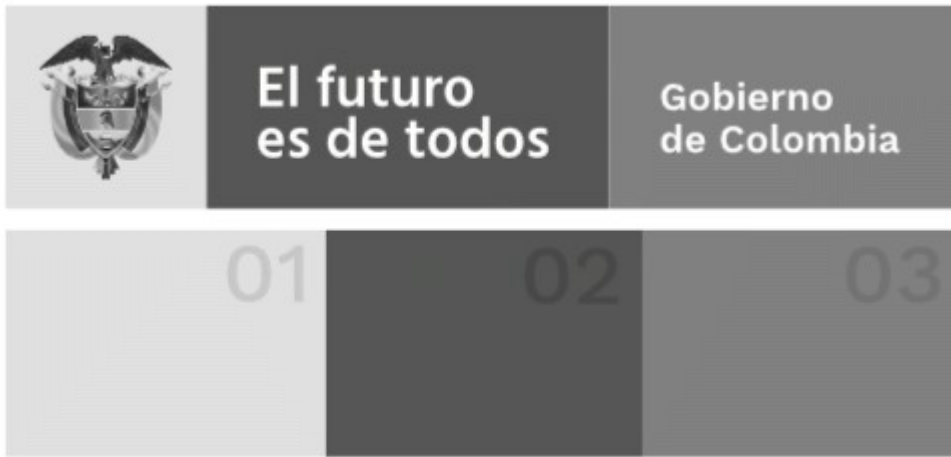 El futuro
es de todos
Gobierno
de Colombia
01
02
03